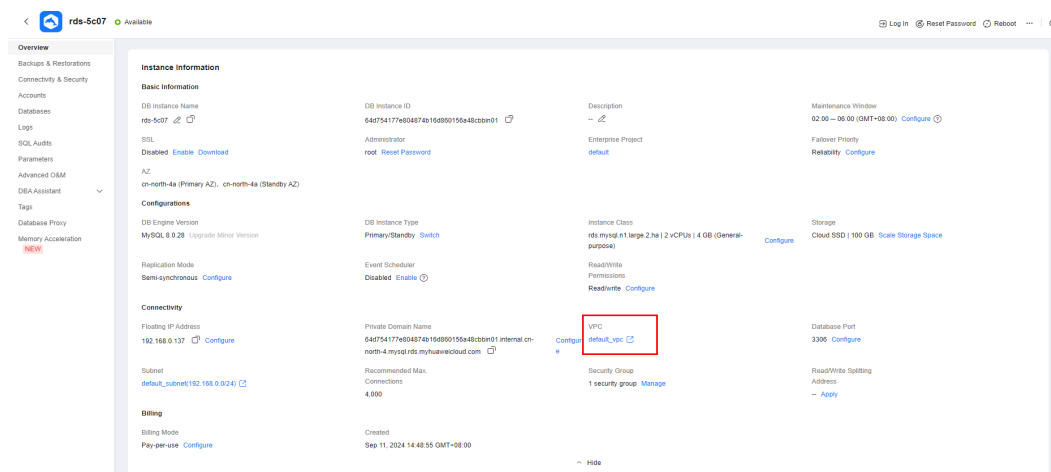 rds-5c07 Available
Log In Reset Password Reboot ...
Overview
Backups & Restorations
Connectivity & Security
Accounts
Databases
Logs
SQL Audits
Parameters
Advanced O&M
DBA Assistant
Tags
Database Proxy
Memory Acceleration
NEW
Instance Information
Basic Information
DB Instance Name
rds-5c07
DB Instance ID
64d754177e804874b16d860156a48cbbin01
Description
--
Maintenance Window
02:00 – 06:00 (GMT+08:00) Configure
SSL
Disabled Enable Download
Administrator
root Reset Password
Enterprise Project
default
Failover Priority
Reliability Configure
AZ
cn-north-4a (Primary AZ), cn-north-4a (Standby AZ)
Configurations
DB Engine Version
MySQL 8.0.28 Upgrade Minor Version
DB Instance Type
Primary/Standby Switch
Instance Class
rds.mysql.n1.large.2.ha | 2 vCPUs | 4 GB (General-
purpose)
Configure
Storage
Cloud SSD | 100 GB Scale Storage Space
Replication Mode
Semi-synchronous Configure
Event Scheduler
Disabled Enable
Read/Write
Permissions
Read/write Configure
Connectivity
Floating IP Address
192.168.0.137 Configure
Private Domain Name
64d754177e804874b16d860156a48cbbin01.internal.cn-
north-4.mysql.rds.myhuaweicloud.com
Configur
e
VPC
default_vpc
Database Port
3306 Configure
Subnet
default_subnet(192.168.0.0/24)
Recommended Max.
Connections
4,000
Security Group
1 security group Manage
Read/Write Splitting
Address
-- Apply
Billing
Billing Mode
Pay-per-use Configure
Created
Sep 11, 2024 14:48:55 GMT+08:00
Hide